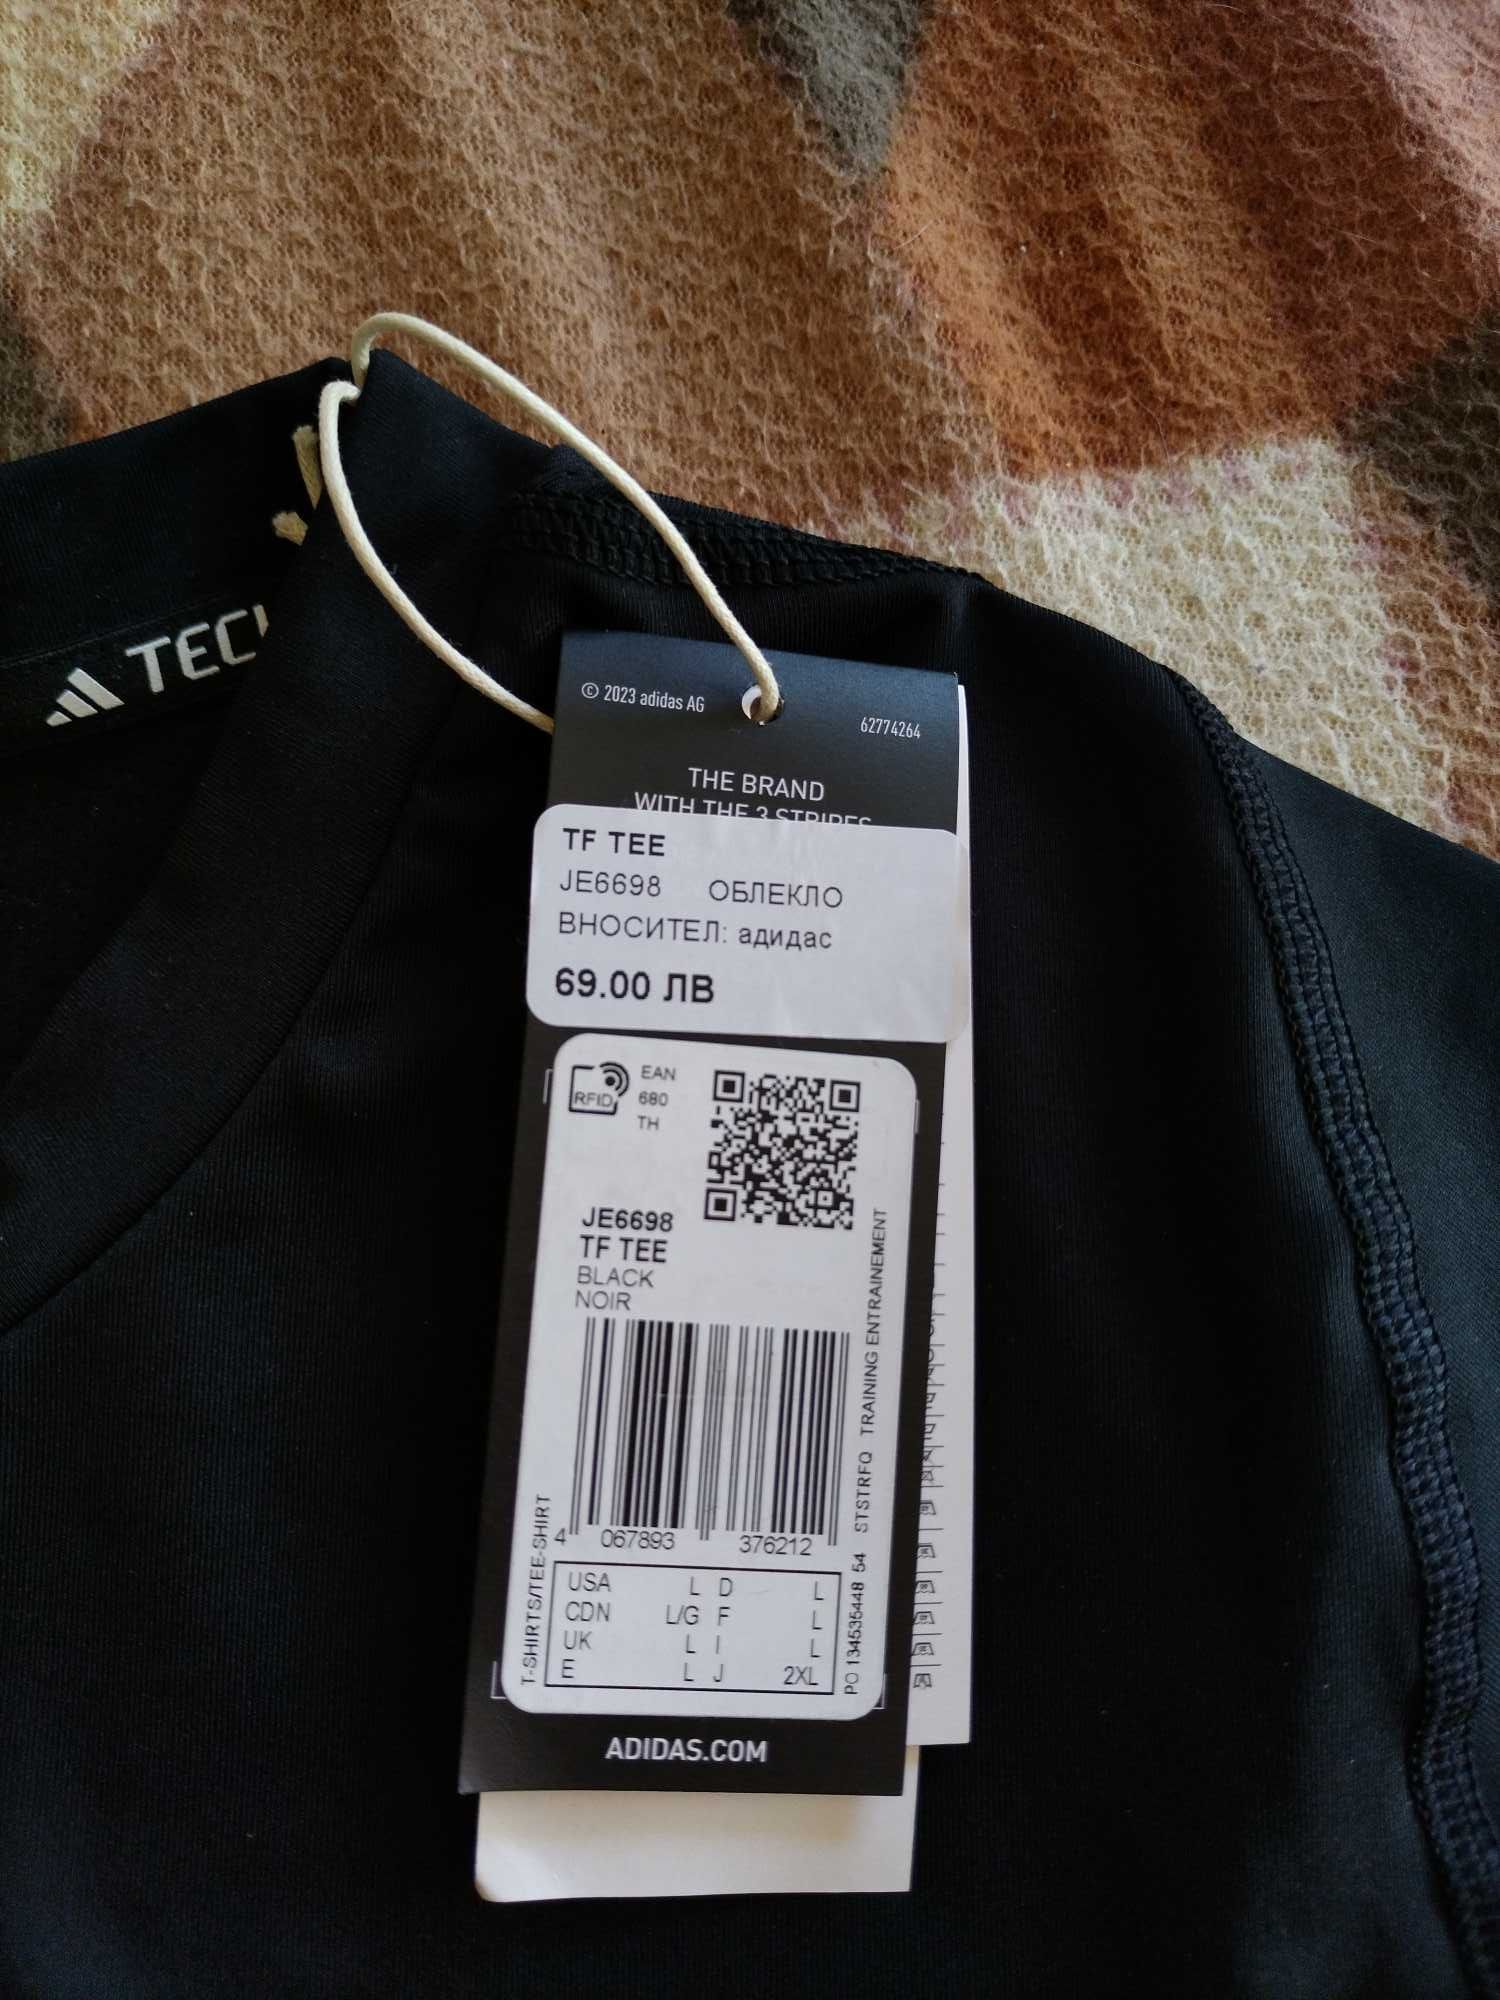 © 2023 adidas AG
62774264
THE BRAND
WITH THE 3 STRIPES
TF TEE
JE6698 ОБЛЕКЛО
ВНОСИТЕЛ: адидас
69.00 ЛВ
RFID
EAN
680
TH
JE6698
TF TEE
BLACK
NOIR
4 067893 376212
T-SHIRTS/TEE-SHIRT
PO 134535448 54 STSTRFQ TRAINING ENTRAINEMENT
USA L D L
CDN L/G F L
UK L I L
E L J 2XL
ADIDAS.COM